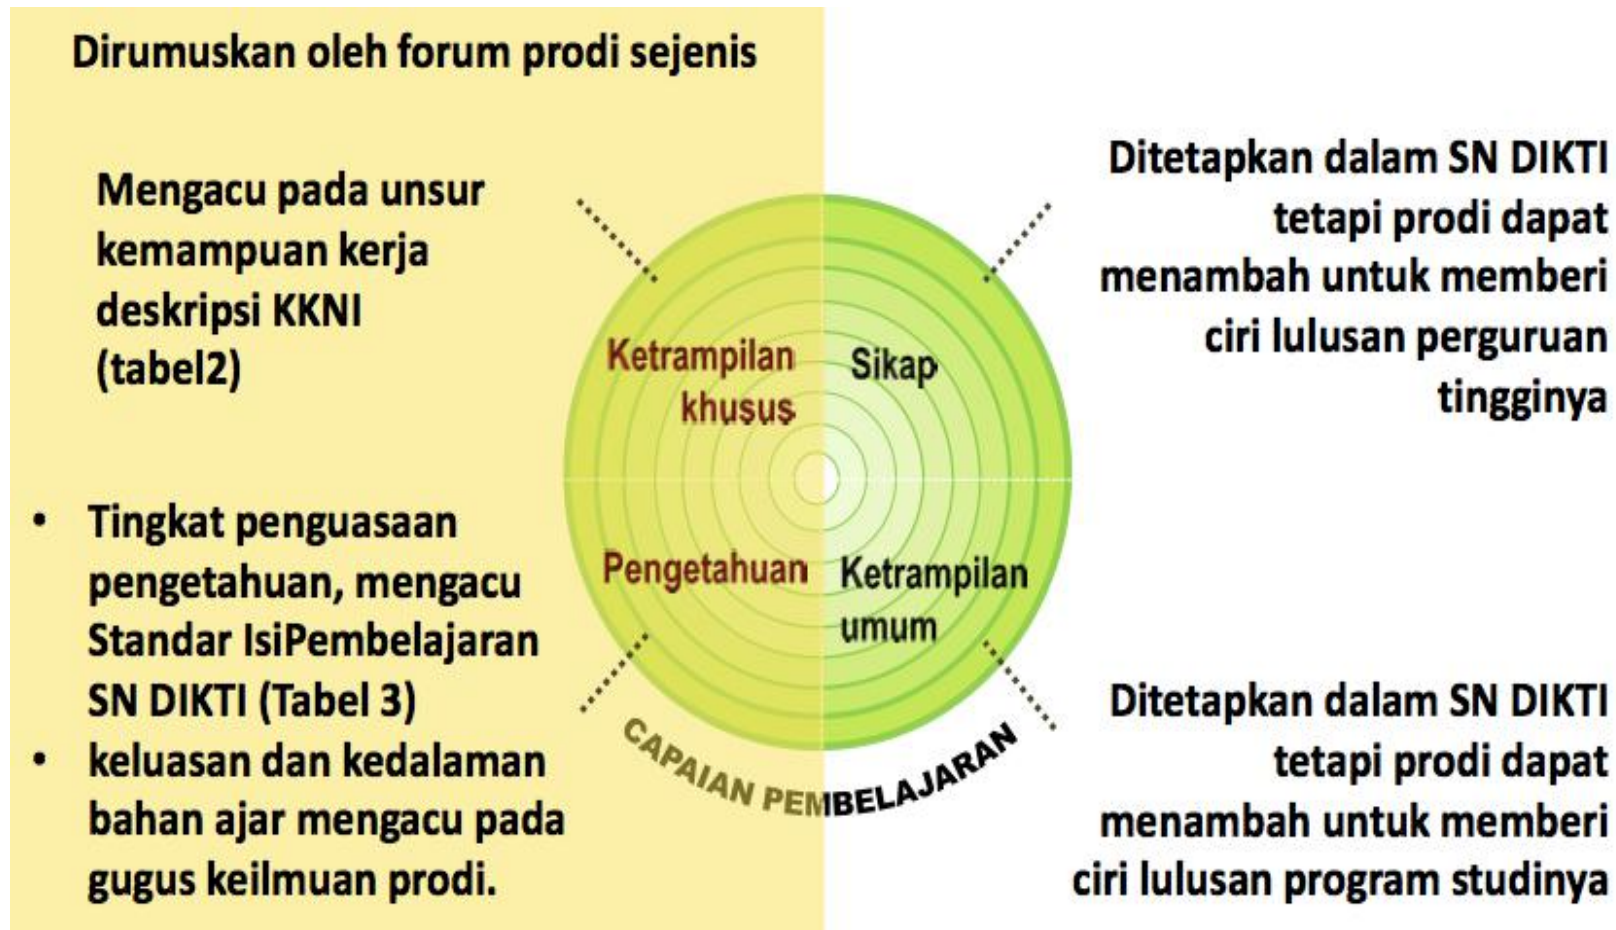 Dirumuskan oleh forum prodi sejenis
Mengacu pada unsur
kemampuan kerja
deskripsi KKNI
(tabel2)
• Tingkat penguasaan
pengetahuan, mengacu
Standar IsiPembelajaran
SN DIKTI (Tabel 3)
• keluasan dan kedalaman
bahan ajar mengacu pada
gugus keilmuan prodi.
Ketrampilan
khusus
Sikap
Pengetahuan
Ketrampilan
umum
CAPAIAN PEMBELAJARAN
Ditetapkan dalam SN DIKTI
tetapi prodi dapat
menambah untuk memberi
ciri lulusan perguruan
tingginya
Ditetapkan dalam SN DIKTI
tetapi prodi dapat
menambah untuk memberi
ciri lulusan program studinya